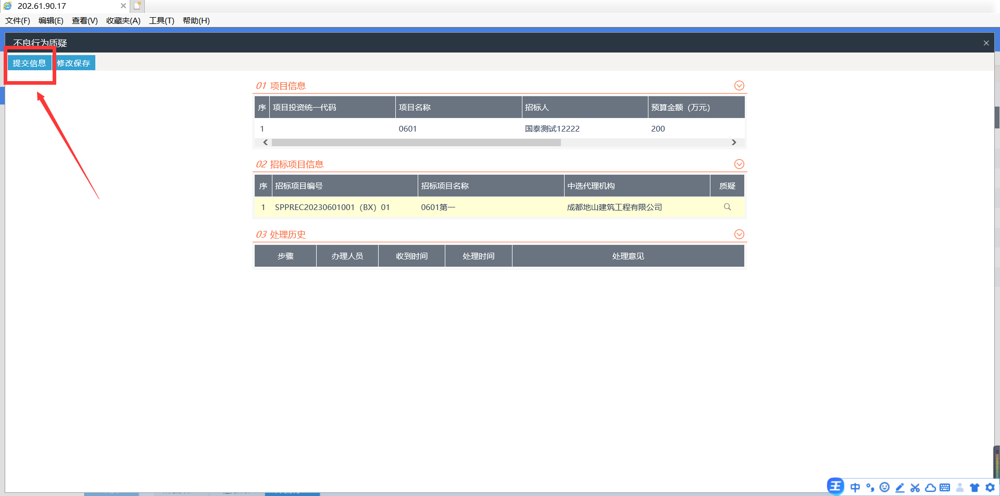 202.61.90.17
文件(F) 编辑(E) 查看(V) 收藏夹(A) 工具(T) 帮助(H)
不良行为质疑
提交信息 修改保存
01 项目信息
序 项目投资统一代码 项目名称 招标人 预算金额（万元）
1 0601 国泰测试12222 200
02 招标项目信息
序 招标项目编号 招标项目名称 中选代理机构 质疑
1 SPPREC20230601001（BX）01 0601第一 成都地山建筑工程有限公司
03 处理历史
步骤 办理人员 收到时间 处理时间 处理意见
王 中